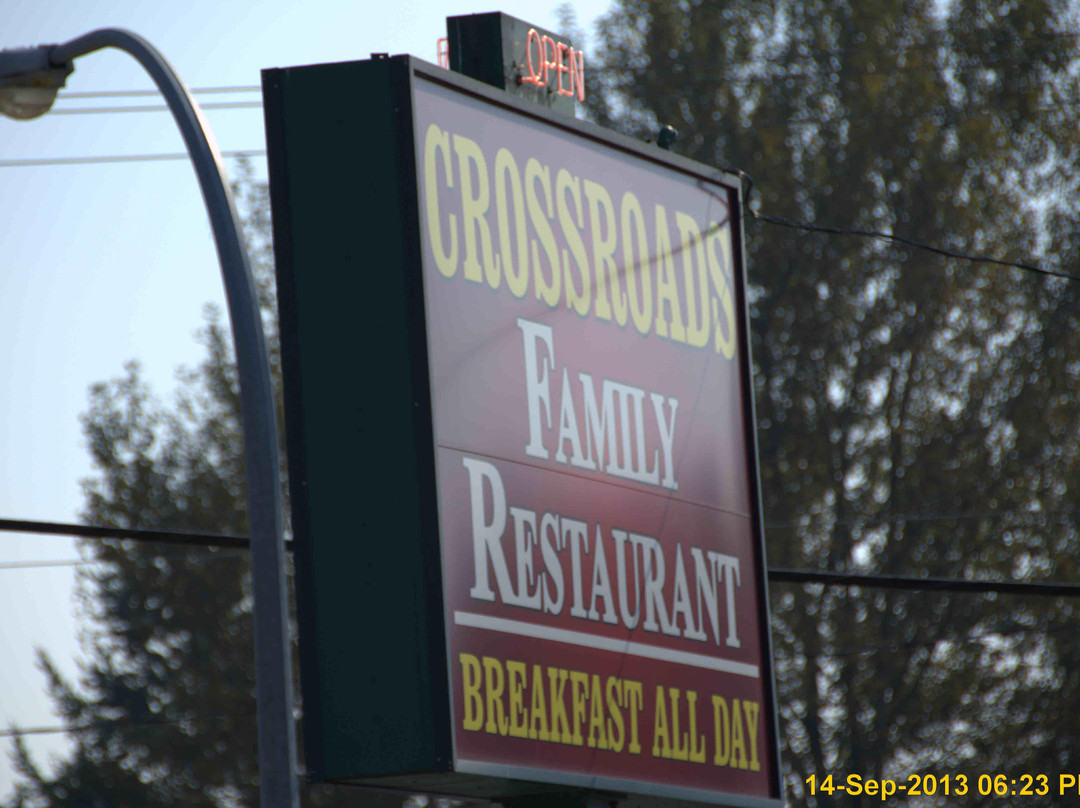 OPEN
CROSSROADS
FAMILY
RESTAURANT
BREAKFAST ALL DAY
14-Sep-2013 06:23 P